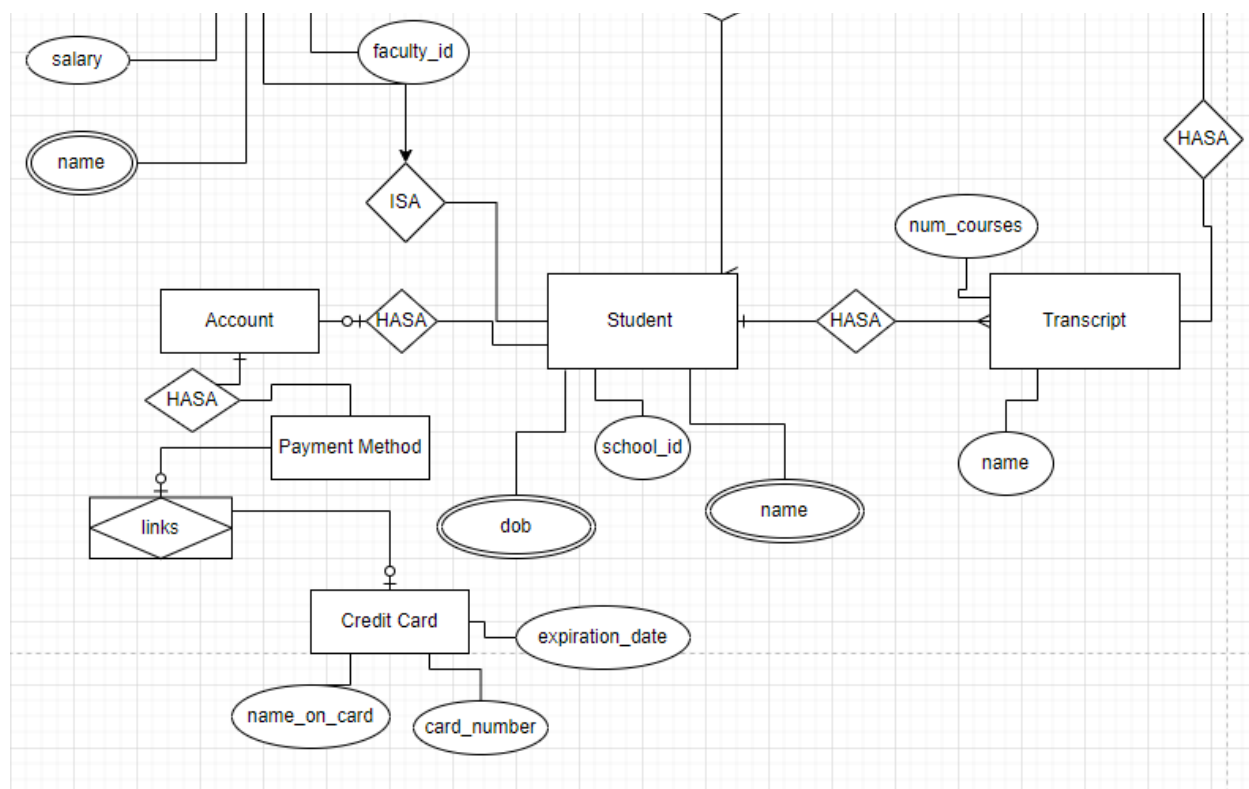 salary
faculty_id
name
HASA
ISA
num_courses
Account
HASA
Student
HASA
Transcript
HASA
Payment Method
school_id
name
links
dob
name
Credit Card
expiration_date
name_on_card
card_number